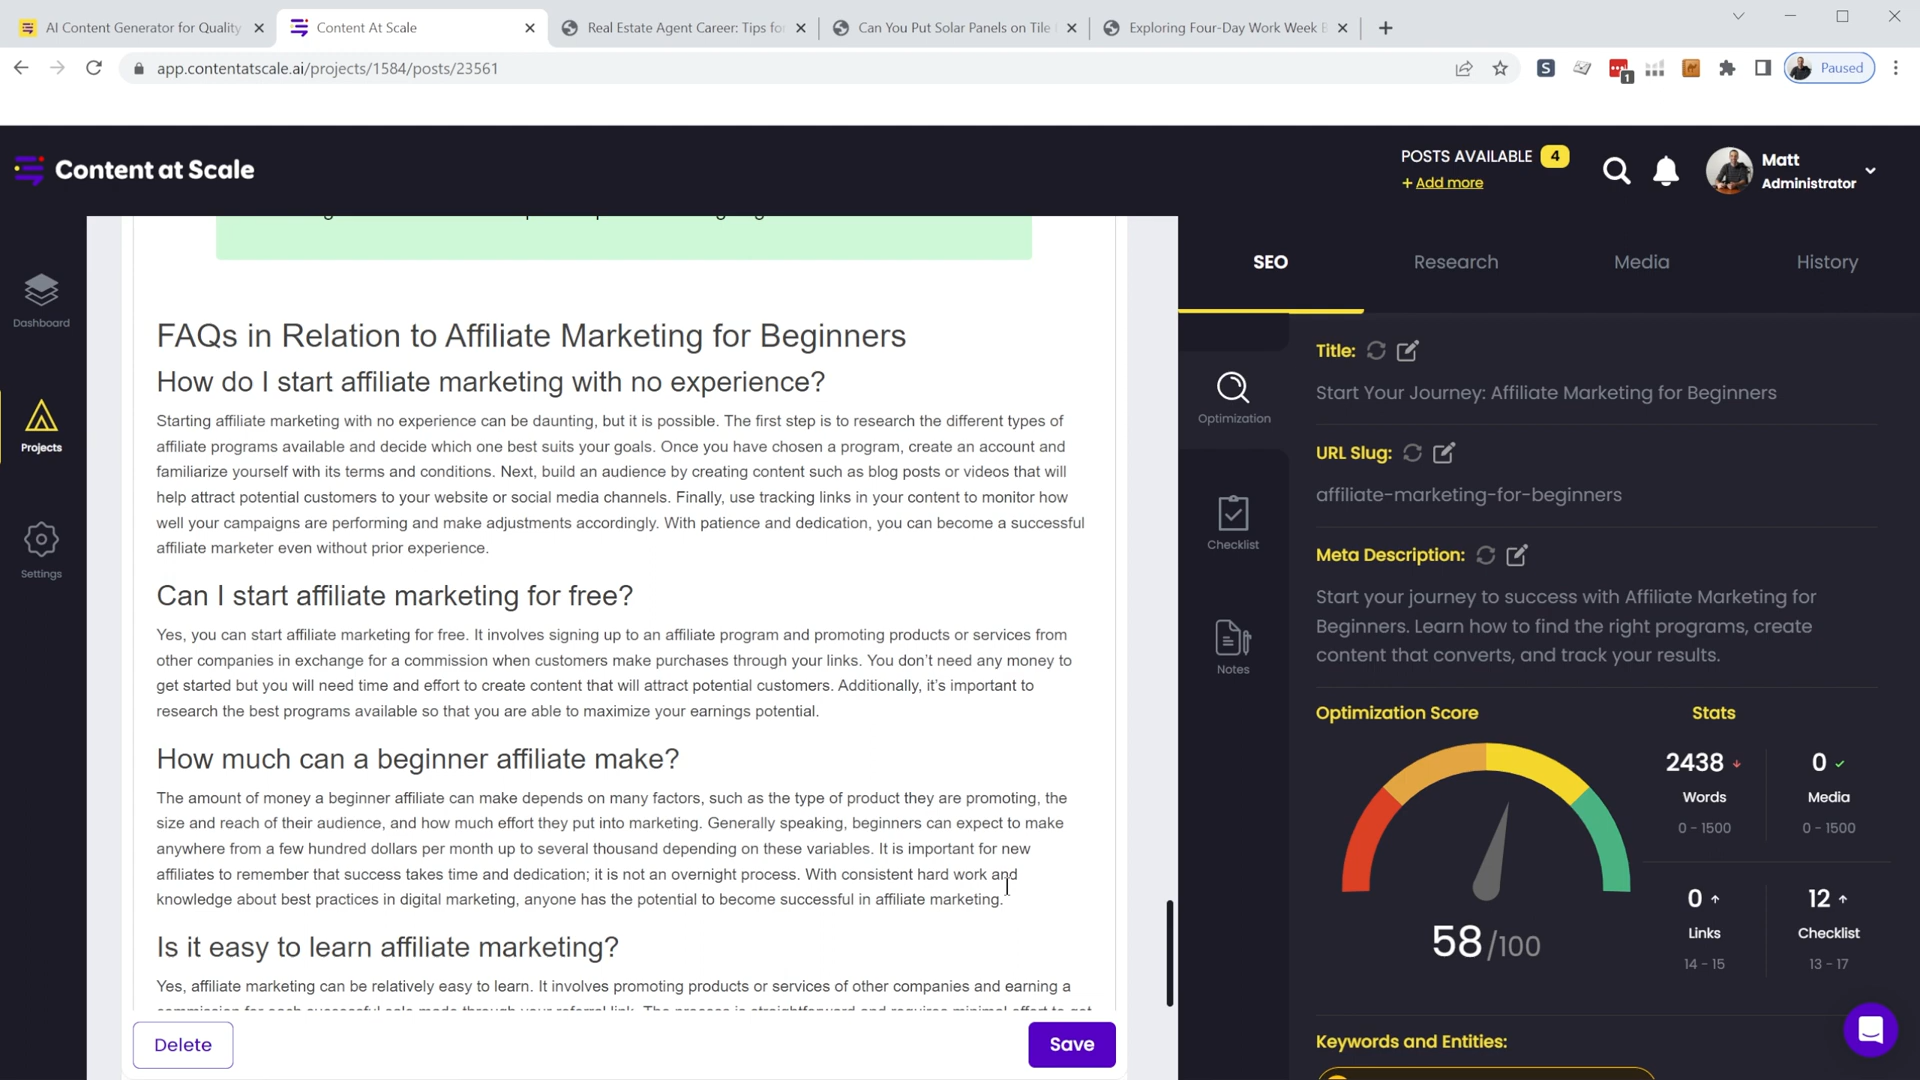 AI Content Generator for Quality
Content At Scale
Real Estate Agent Career: Tips fo
Can You Put Solar Panels on Tile
Exploring Four-Day Work Week B
app.contentatscale.ai/projects/1584/posts/23561
S
1
Paused
Content at Scale
POSTS AVAILABLE 4
+ Add more
Matt
Administrator
Dashboard
Projects
Settings
FAQs in Relation to Affiliate Marketing for Beginners
How do I start affiliate marketing with no experience?
Starting affiliate marketing with no experience can be daunting, but it is possible. The first step is to research the different types of
affiliate programs available and decide which one best suits your goals. Once you have chosen a program, create an account and
familiarize yourself with its terms and conditions. Next, build an audience by creating content such as blog posts or videos that will
help attract potential customers to your website or social media channels. Finally, use tracking links in your content to monitor how
well your campaigns are performing and make adjustments accordingly. With patience and dedication, you can become a successful
affiliate marketer even without prior experience.
Can I start affiliate marketing for free?
Yes, you can start affiliate marketing for free. It involves signing up to an affiliate program and promoting products or services from
other companies in exchange for a commission when customers make purchases through your links. You don't need any money to
get started but you will need time and effort to create content that will attract potential customers. Additionally, it's important to
research the best programs available so that you are able to maximize your earnings potential.
How much can a beginner affiliate make?
The amount of money a beginner affiliate can make depends on many factors, such as the type of product they are promoting, the
size and reach of their audience, and how much effort they put into marketing. Generally speaking, beginners can expect to make
anywhere from a few hundred dollars per month up to several thousand depending on these variables. It is important for new
affiliates to remember that success takes time and dedication; it is not an overnight process. With consistent hard work and
knowledge about best practices in digital marketing, anyone has the potential to become successful in affiliate marketing.
Is it easy to learn affiliate marketing?
Yes, affiliate marketing can be relatively easy to learn. It involves promoting products or services of other companies and earning a
Delete
Save
SEO
Research
Media
History
Optimization
Checklist
Notes
Title:
Start Your Journey: Affiliate Marketing for Beginners
URL Slug:
affiliate-marketing-for-beginners
Meta Description:
Start your journey to success with Affiliate Marketing for
Beginners. Learn how to find the right programs, create
content that converts, and track your results.
Optimization Score
58 /100
Stats
2438
Words
0 - 1500
0
Media
0 - 1500
0
Links
14 - 15
12
Checklist
13 - 17
Keywords and Entities: